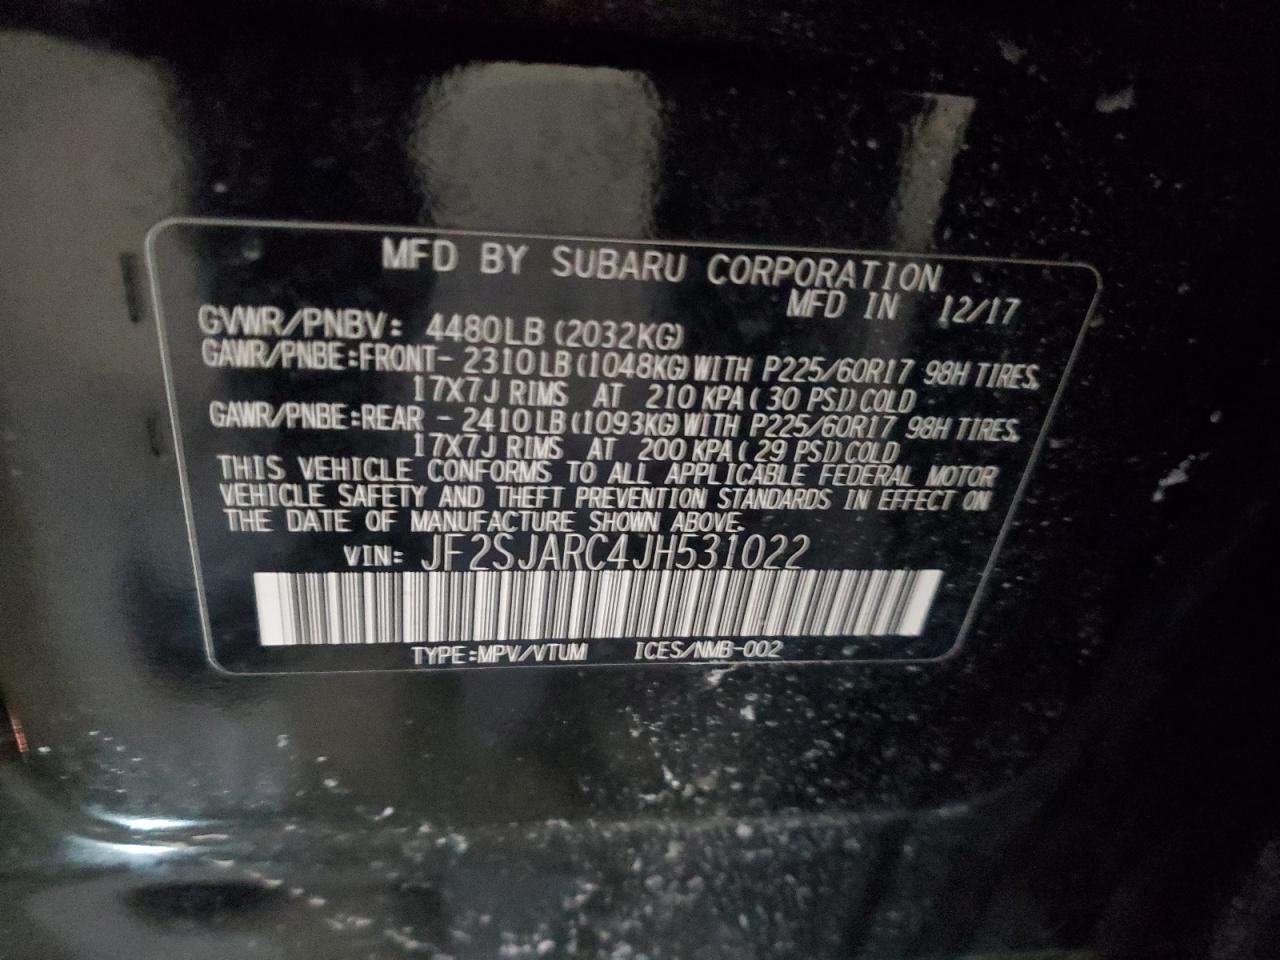 MFD BY SUBARU CORPORATION
MFD IN 12/17
GVWR/PNBV: 4480LB (2032KG)
GAWR/PNBE:FRONT- 2310LB(1048KG)WITH P225/60R17 98H TIRES,
17X7J RIMS AT 210 KPA( 30 PSI)COLD
GAWR/PNBE:REAR - 2410LB(1093KG)WITH P225/60R17 98H TIRES,
17X7J RIMS AT 200 KPA( 29 PSI)COLD
THIS VEHICLE CONFORMS TO ALL APPLICABLE FEDERAL MOTOR
VEHICLE SAFETY AND THEFT PREVENTION STANDARDS IN EFFECT ON
THE DATE OF MANUFACTURE SHOWN ABOVE.
VIN: JF2SJARC4JH531022
TYPE:MPV/VTUM ICES/NMB-002